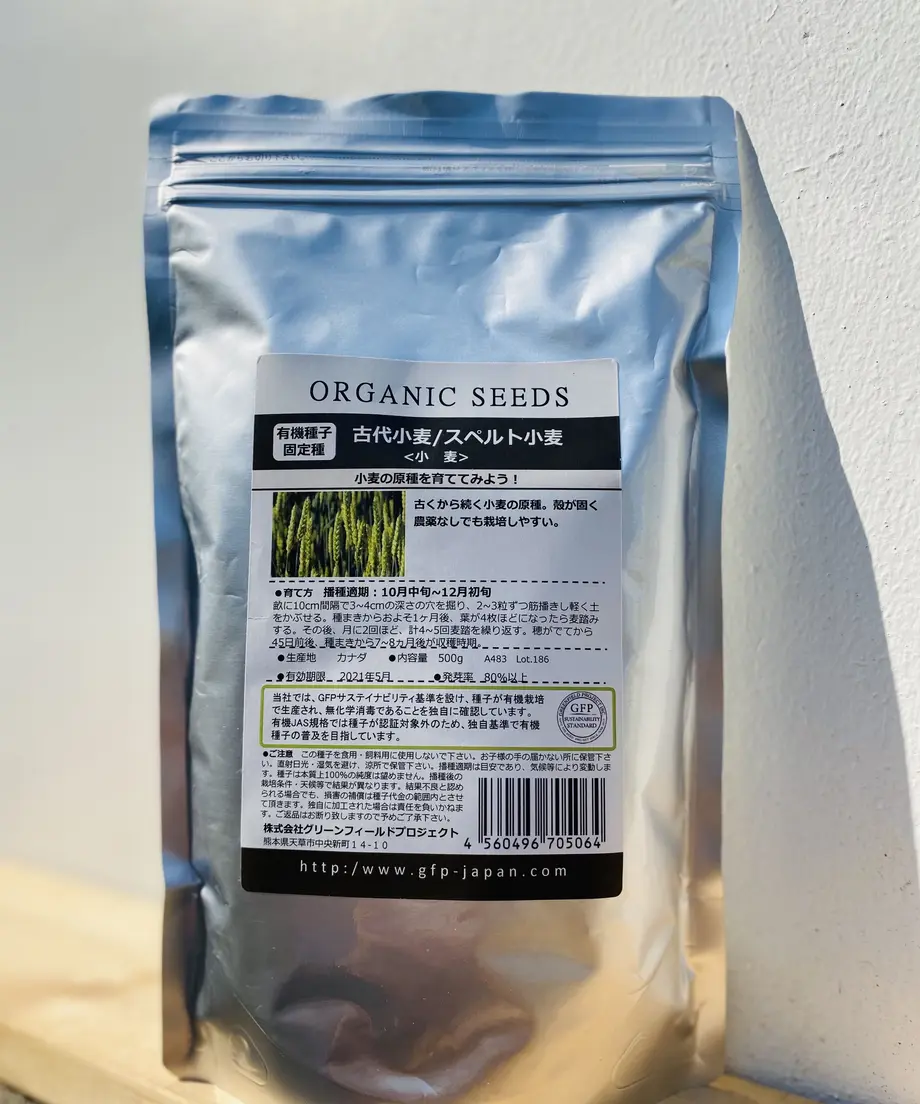 ORGANIC SEEDS
有機種子
固定種
古代小麦/スペルト小麦
<小 麦>
小麦の原種を育ててみよう！
古くから続く小麦の原種。殻が固く
農薬なしでも栽培しやすい。
●育て方 播種適期：10月中旬~12月初旬
畝に10cm間隔で3~4cmの深さの穴を掘り、2~3粒ずつ筋播きし軽く土
をかぶせる。種まきからおよそ1ヶ月後、葉が4枚ほどになったら麦踏み
する。その後、月に2回ほど、計4~5回麦踏を繰り返す。穂がでてから
45日前後、種まきから7~8ヵ月後が収穫時期。
●生産地 カナダ ●内容量 500g A483 Lot.186
●有効期限 2021年5月 ●発芽率 80%以上
当社では、GFPサステイナビリティ基準を設け、種子が有機栽培
で生産され、無化学消毒であることを独自に確認しています。
有機JAS規格では種子が認証対象外のため、独自基準で有機
種子の普及を目指しています。
GREENFIELD PROJECT
GFP
SUSTAINABILITY
STANDARD
●ご注意 この種子を食用・飼料用に使用しないで下さい。お子様の手の届かない所に保管下さ
い。直射日光・湿気を避け、涼所で保管下さい。播種適期は目安であり、気候等により変動しま
す。種子は本質上100%の純度は望めません。播種後の
栽培条件・天候等で結果が異なります。結果不良と認め
られる場合でも、損害の補償は種子代金の範囲内とさせ
て頂きます。独自に加工された場合は責任を負いかねま
す。ご返品はお断り致しますので予めご了承下さい。
株式会社グリーンフィールドプロジェクト
熊本県天草市中央新町14-10
4 560496 705064
http:/www.gfp-japan.com